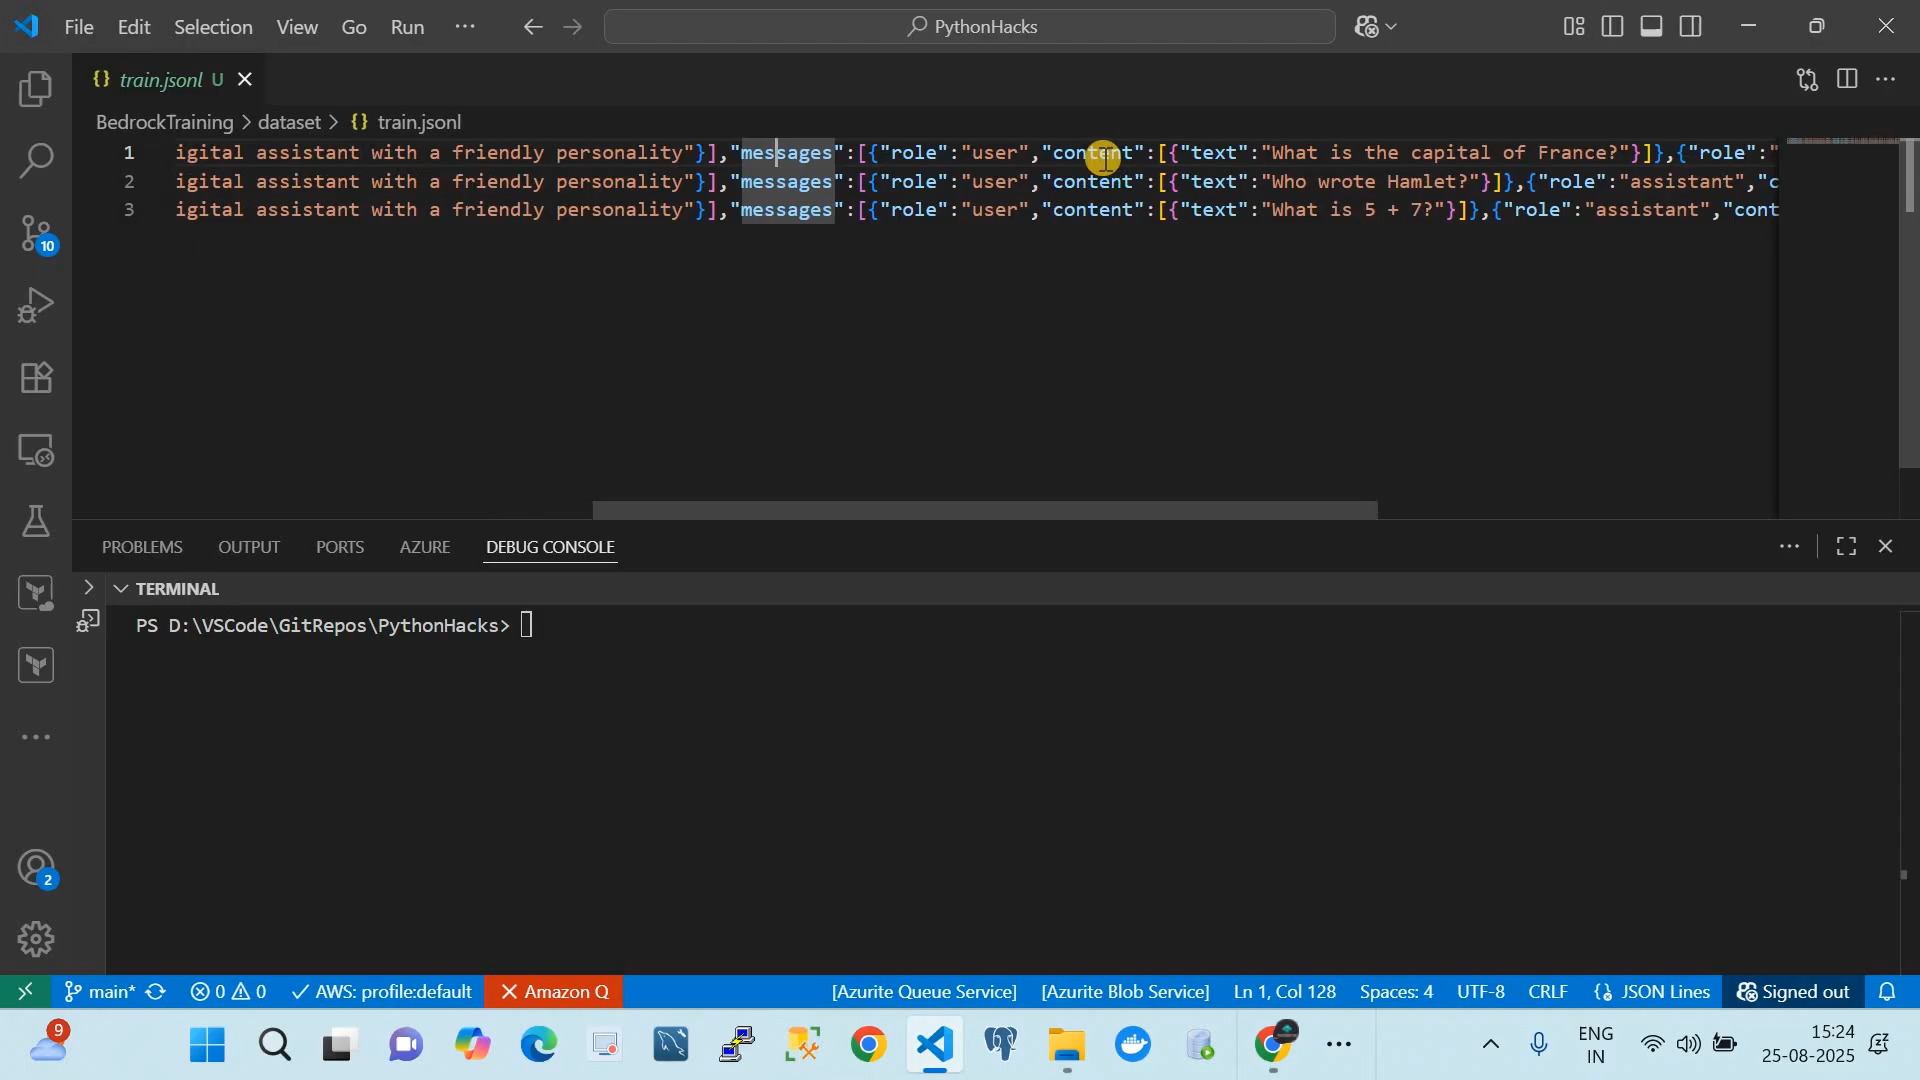 File Edit Selection View Go Run ··· PythonHacks
{} train.jsonl U
BedrockTraining > dataset > {} train.jsonl
1 igital assistant with a friendly personality"}],"messages":[{"role":"user","content":[{"text":"What is the capital of France?"}]},{"role":"
2 igital assistant with a friendly personality"}],"messages":[{"role":"user","content":[{"text":"Who wrote Hamlet?"}]},{"role":"assistant","c
3 igital assistant with a friendly personality"}],"messages":[{"role":"user","content":[{"text":"What is 5 + 7?"}]},{"role":"assistant","cont
10
PROBLEMS OUTPUT PORTS AZURE DEBUG CONSOLE
TERMINAL
PS D:\VSCode\GitRepos\PythonHacks>
2
main* 0 0 AWS: profile:default Amazon Q [Azurite Queue Service] [Azurite Blob Service] Ln 1, Col 128 Spaces: 4 UTF-8 CRLF {} JSON Lines Signed out
9
ENG
IN
15:24
25-08-2025